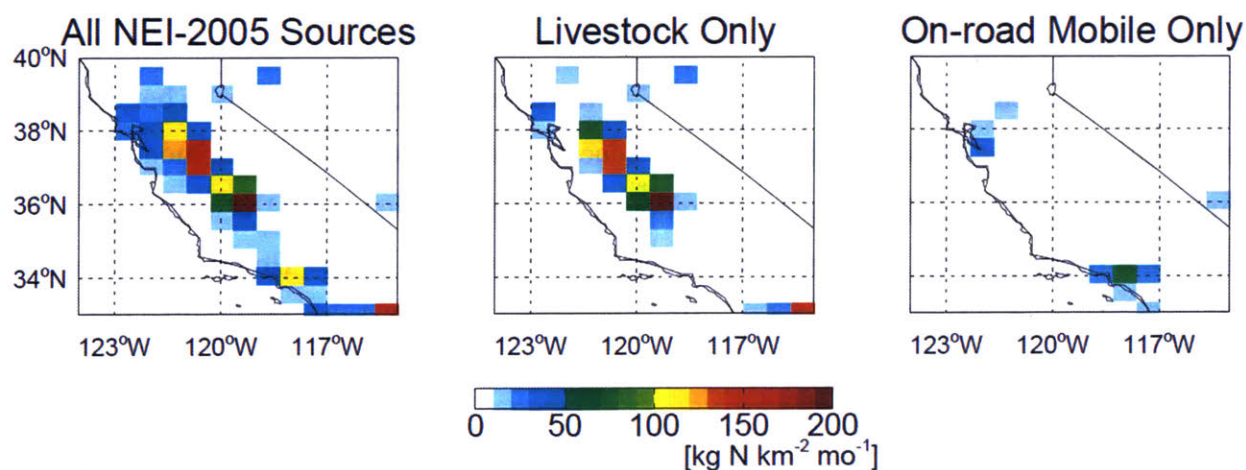 All NEI-2005 Sources Livestock Only On-road Mobile Only
40°N
38°N
36°N
34°N
123°W 120°W 117°W 123°W 120°W 117°W 123°W 120°W 117°W
0 50 100 150 200
[kg N km⁻² mo⁻¹]